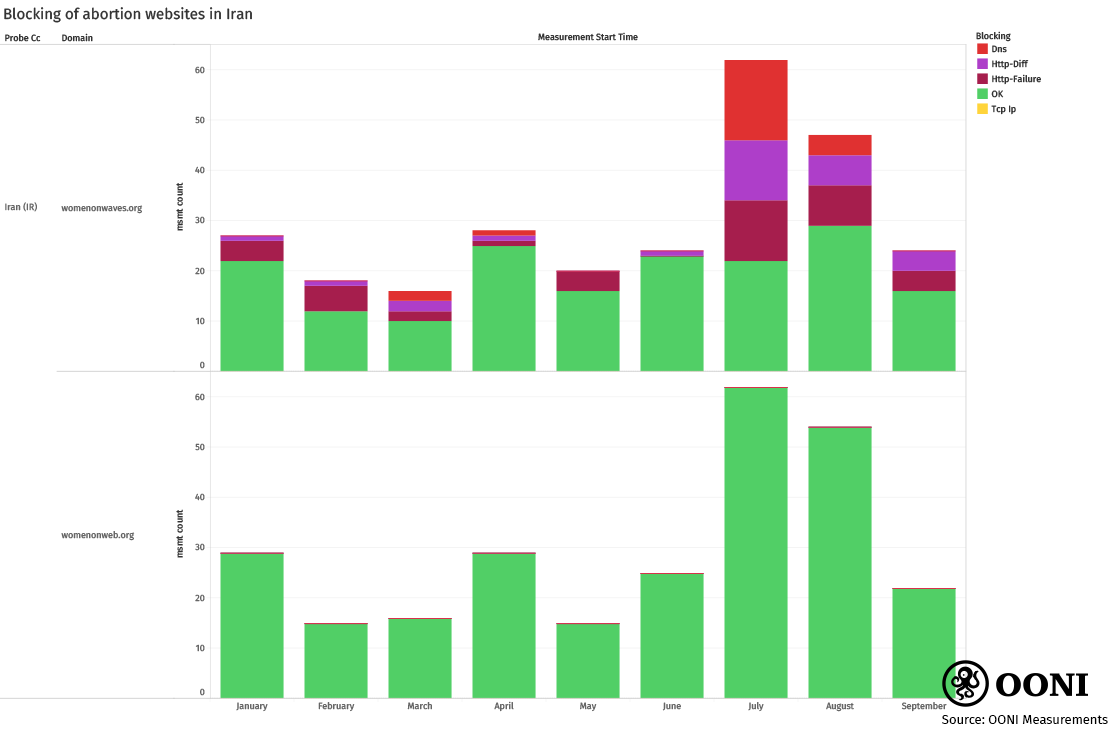 Blocking of abortion websites in Iran
Probe Cc Domain Measurement Start Time Blocking
Dns
Http-Diff
Http-Failure
OK
Tcp Ip
60
50
40
30
20
10
0
msmt count
Iran (IR) womenonwaves.org
60
50
40
30
20
10
0
msmt count
womenonweb.org
January February March April May June July August September
OONI
Source: OONI Measurements